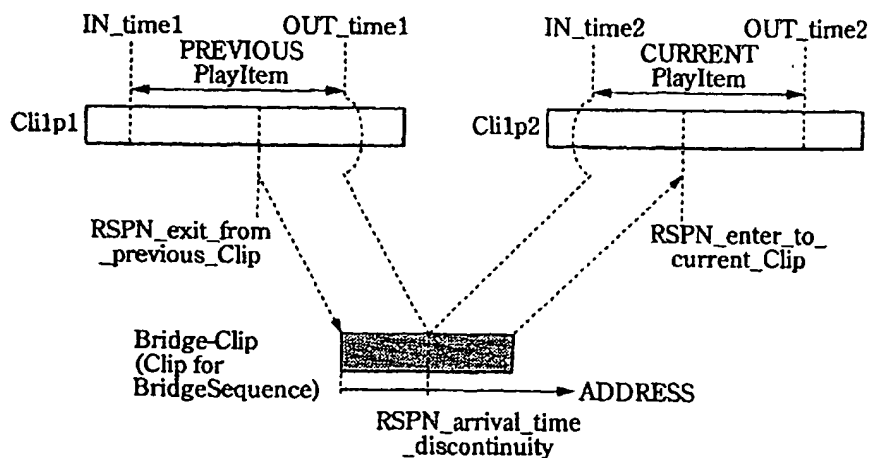 IN_time1
OUT_time1
PREVIOUS
PlayItem
Cli1p1
RSPN_exit_from
_previous_Clip
IN_time2
OUT_time2
CURRENT
PlayItem
Cli1p2
RSPN_enter_to_
current_Clip
Bridge-Clip
(Clip for
BridgeSequence)
ADDRESS
RSPN_arrival_time
_discontinuity